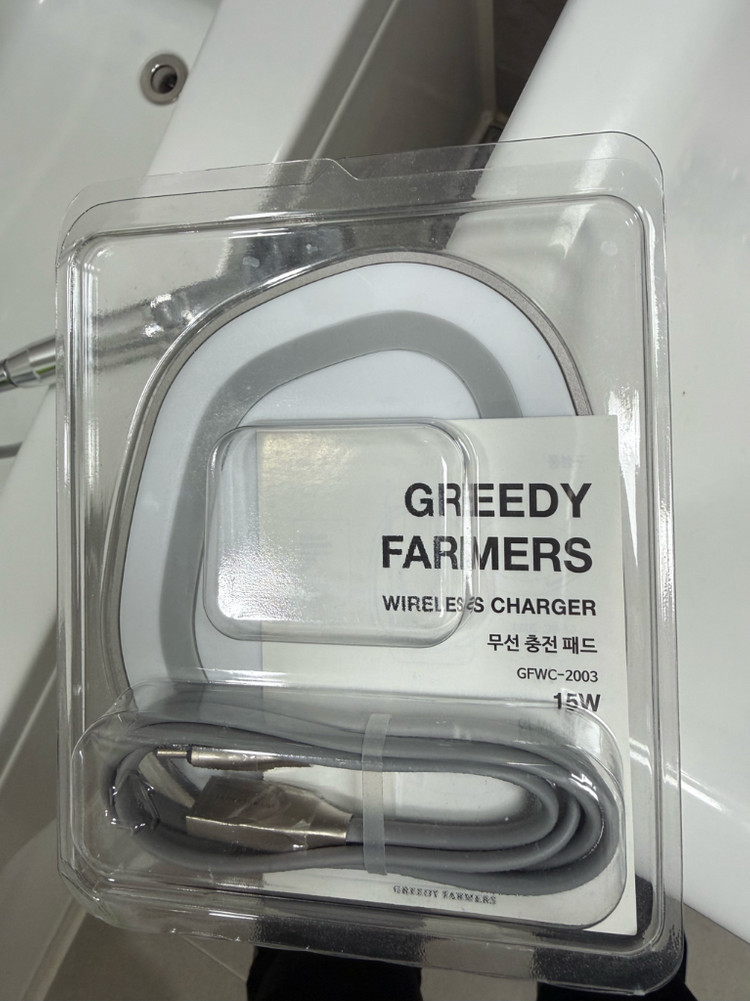 GREEDY
FARMERS
WIRELESS CHARGER
무선 충전 패드
GFWC-2003
15W
GREEDY FARMERS